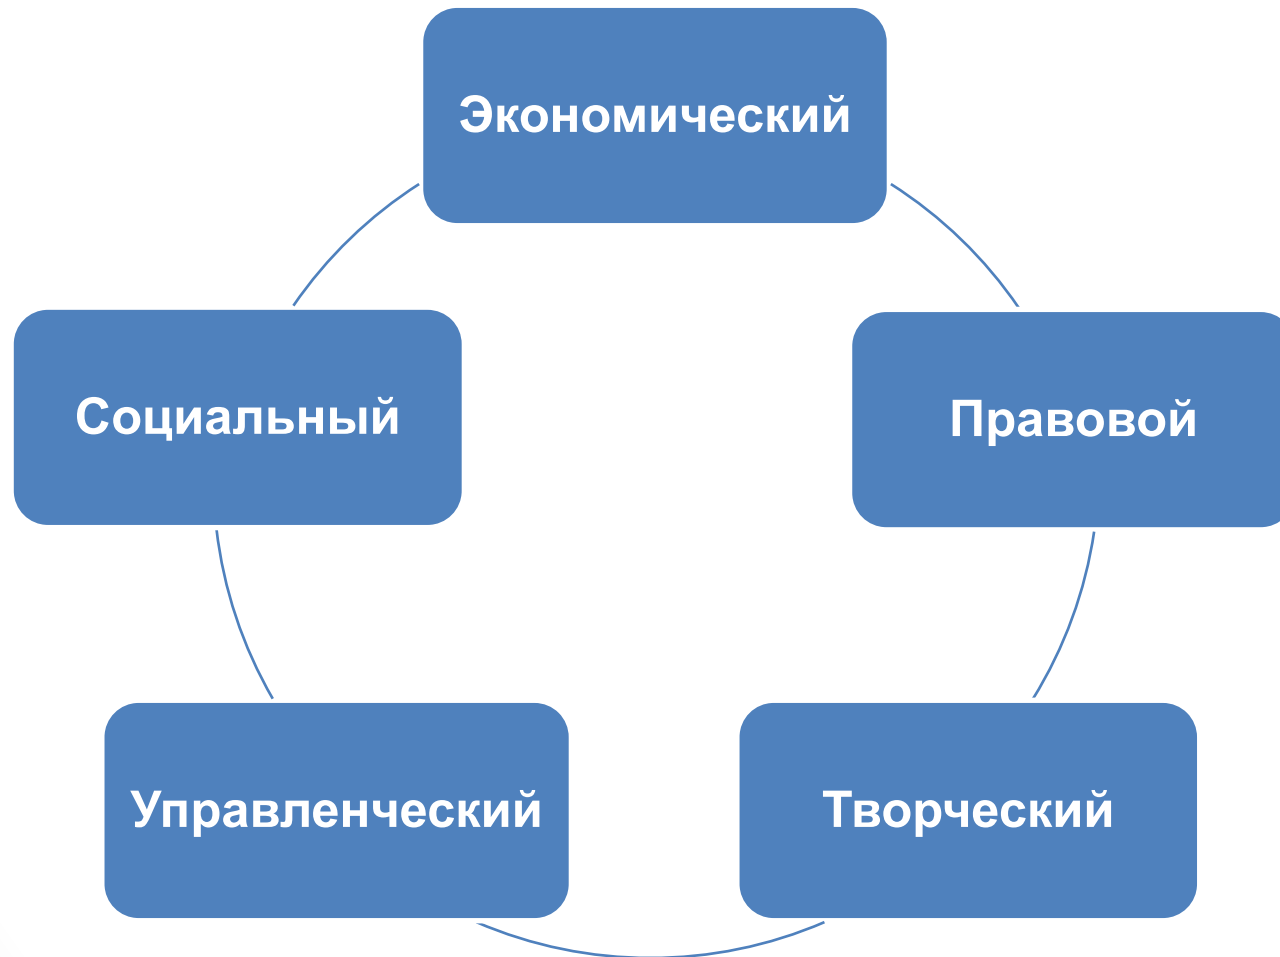 Экономический
Социальный
Правовой
Управленческий
Творческий